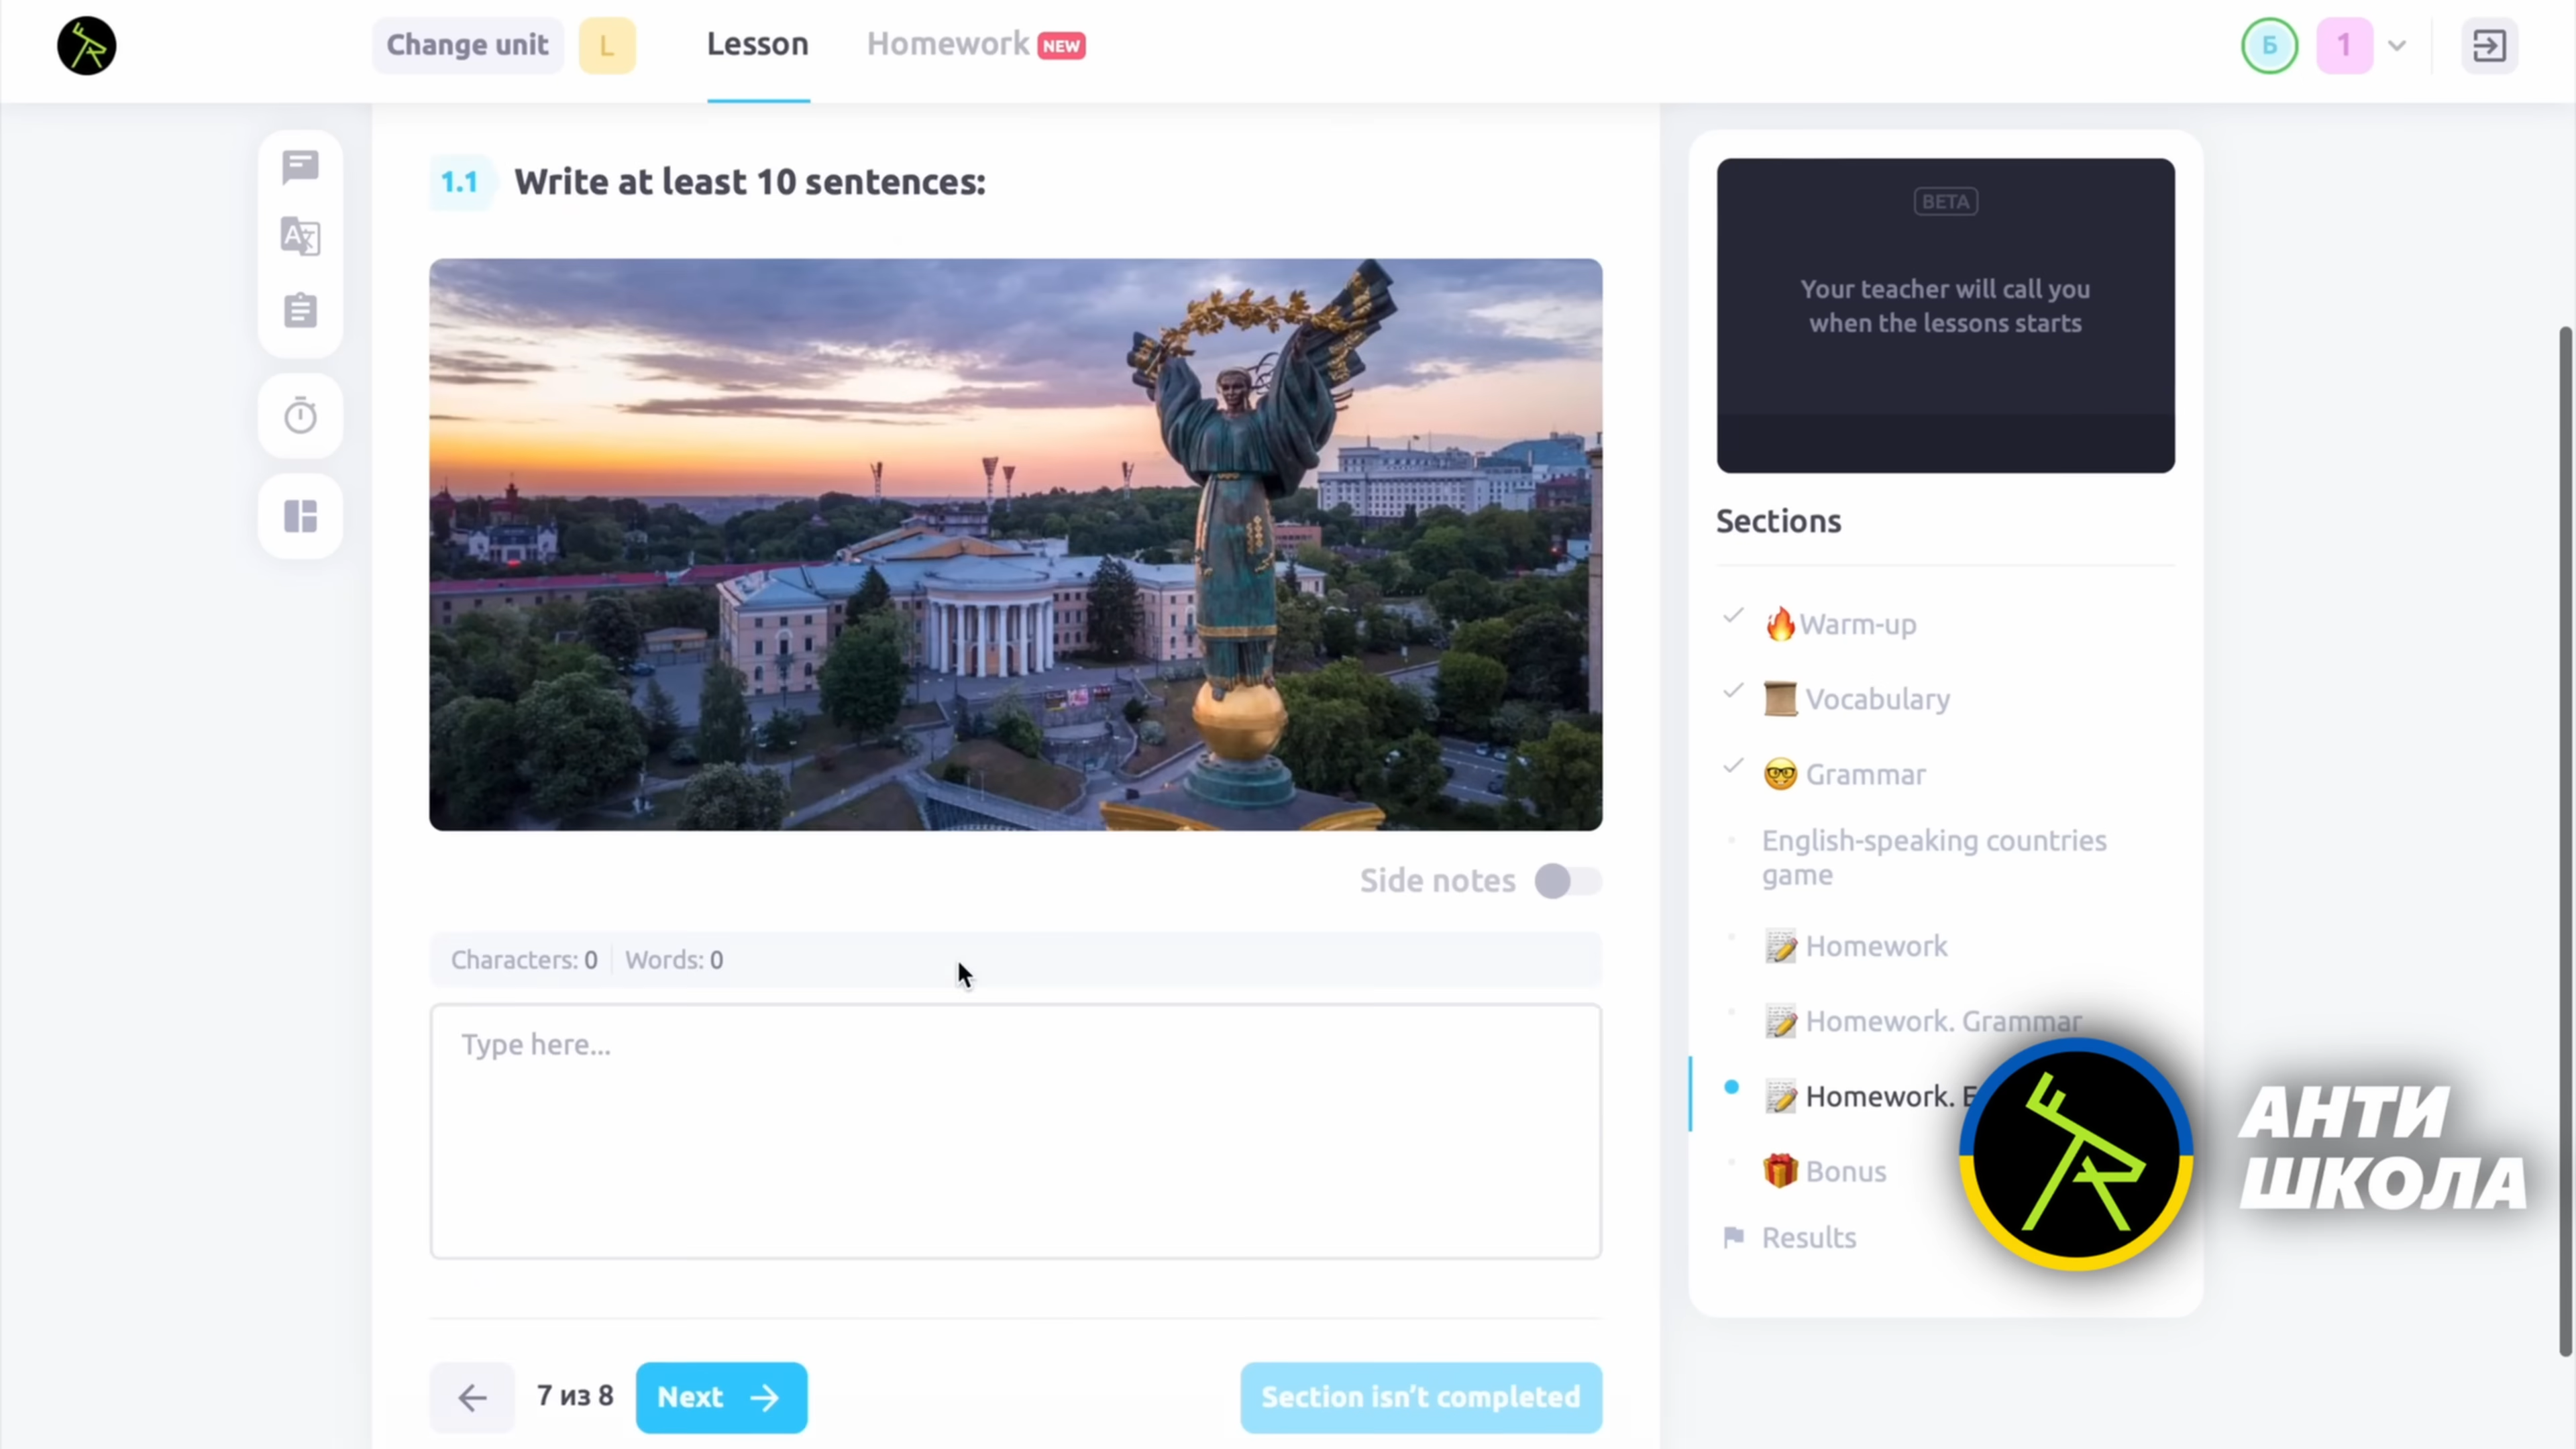 Change unit
L
Lesson
Homework NEW
Б
1
1.1 Write at least 10 sentences:
Side notes
Characters: 0
Words: 0
Type here...
7 из 8
Next
Section isn't completed
BETA
Your teacher will call you
when the lessons starts
Sections
Warm-up
Vocabulary
Grammar
English-speaking countries
game
Homework
Homework. Grammar
Homework.
Bonus
Results
АНТИ
ШКОЛА